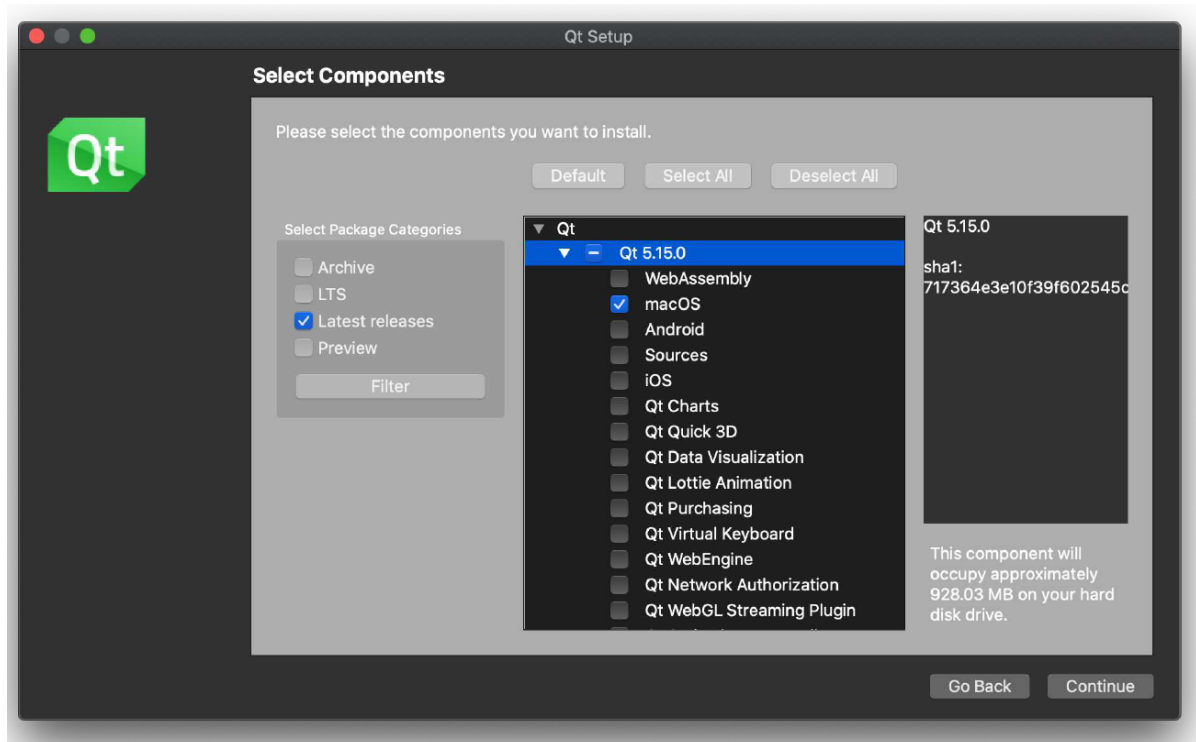 Qt Setup
Select Components
Qt
Please select the components you want to install.
Default
Select All
Deselect All
Select Package Categories
Archive
LTS
Latest releases
Preview
Filter
Qt
Qt 5.15.0
WebAssembly
macOS
Android
Sources
iOS
Qt Charts
Qt Quick 3D
Qt Data Visualization
Qt Lottie Animation
Qt Purchasing
Qt Virtual Keyboard
Qt WebEngine
Qt Network Authorization
Qt WebGL Streaming Plugin
Qt 5.15.0
sha1:
717364e3e10f39f602545c
This component will
occupy approximately
928.03 MB on your hard
disk drive.
Go Back
Continue